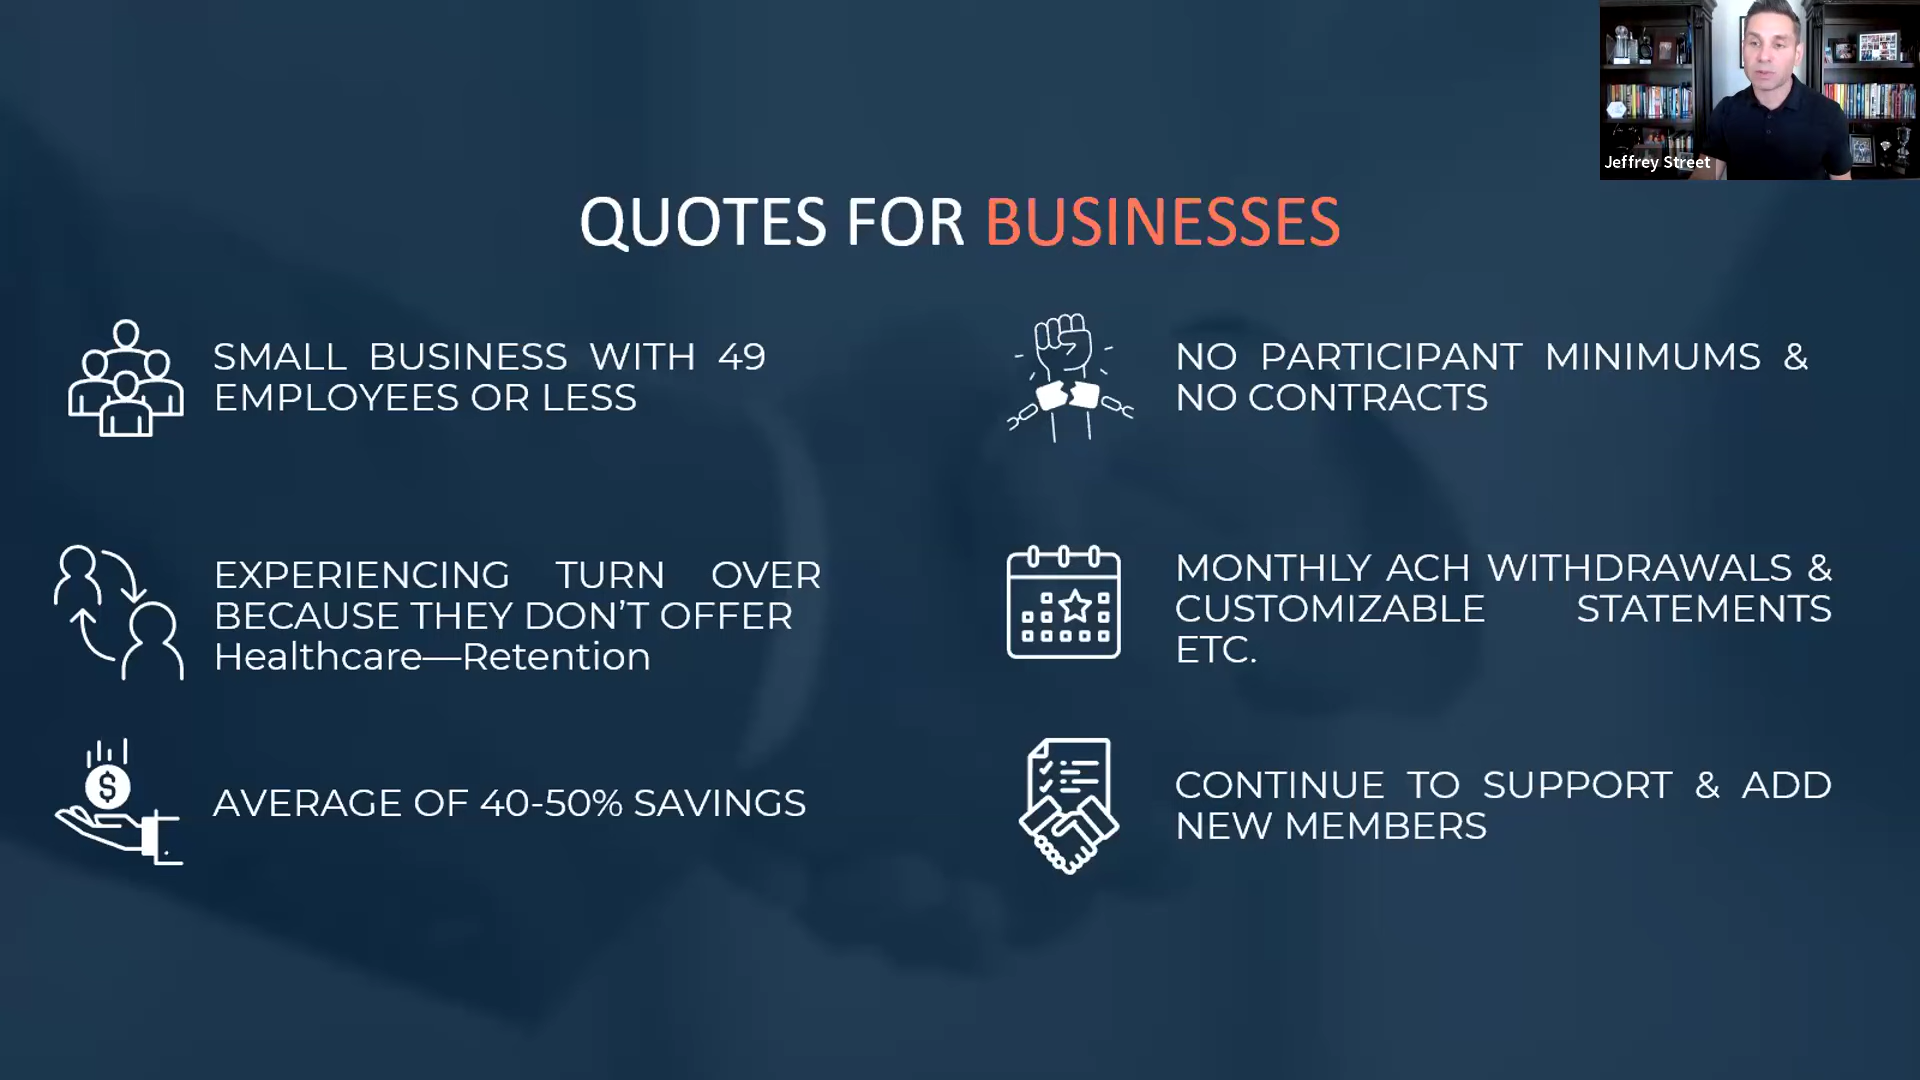 Jeffrey Street
QUOTES FOR BUSINESSES
SMALL BUSINESS WITH 49
EMPLOYEES OR LESS
EXPERIENCING TURN OVER
BECAUSE THEY DON’T OFFER
Healthcare—Retention
$
AVERAGE OF 40-50% SAVINGS
NO PARTICIPANT MINIMUMS &
NO CONTRACTS
MONTHLY ACH WITHDRAWALS &
CUSTOMIZABLE STATEMENTS
ETC.
CONTINUE TO SUPPORT & ADD
NEW MEMBERS